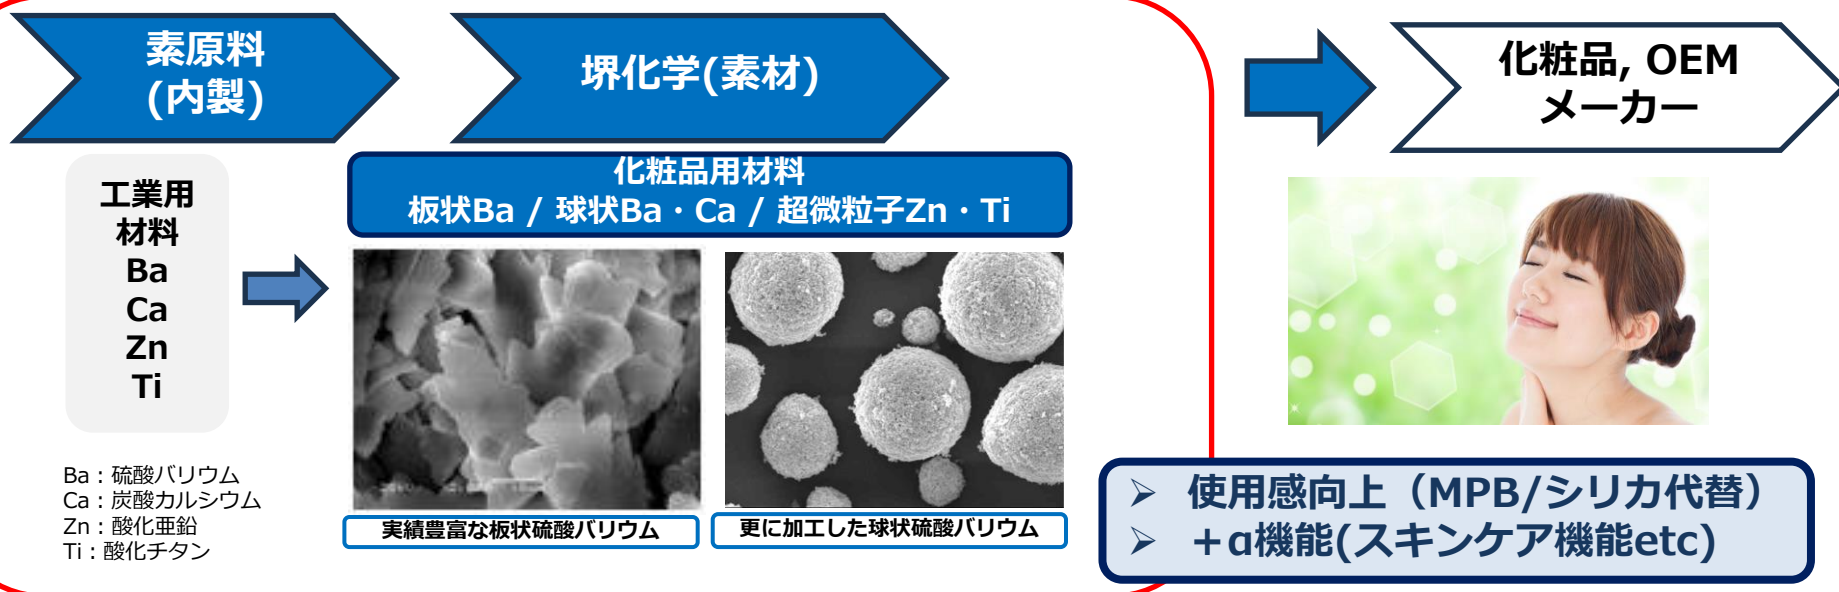 素原料
(内製)
堺化学(素材)
化粧品, OEM
メーカー
工業用
材料
Ba
Ca
Zn
Ti
化粧品用材料
板状Ba / 球状Ba・Ca / 超微粒子Zn・Ti
Ba：硫酸バリウム
Ca：炭酸カルシウム
Zn：酸化亜鉛
Ti：酸化チタン
実績豊富な板状硫酸バリウム
更に加工した球状硫酸バリウム
➢ 使用感向上（MPB/シリカ代替）
➢ +α機能(スキンケア機能etc)